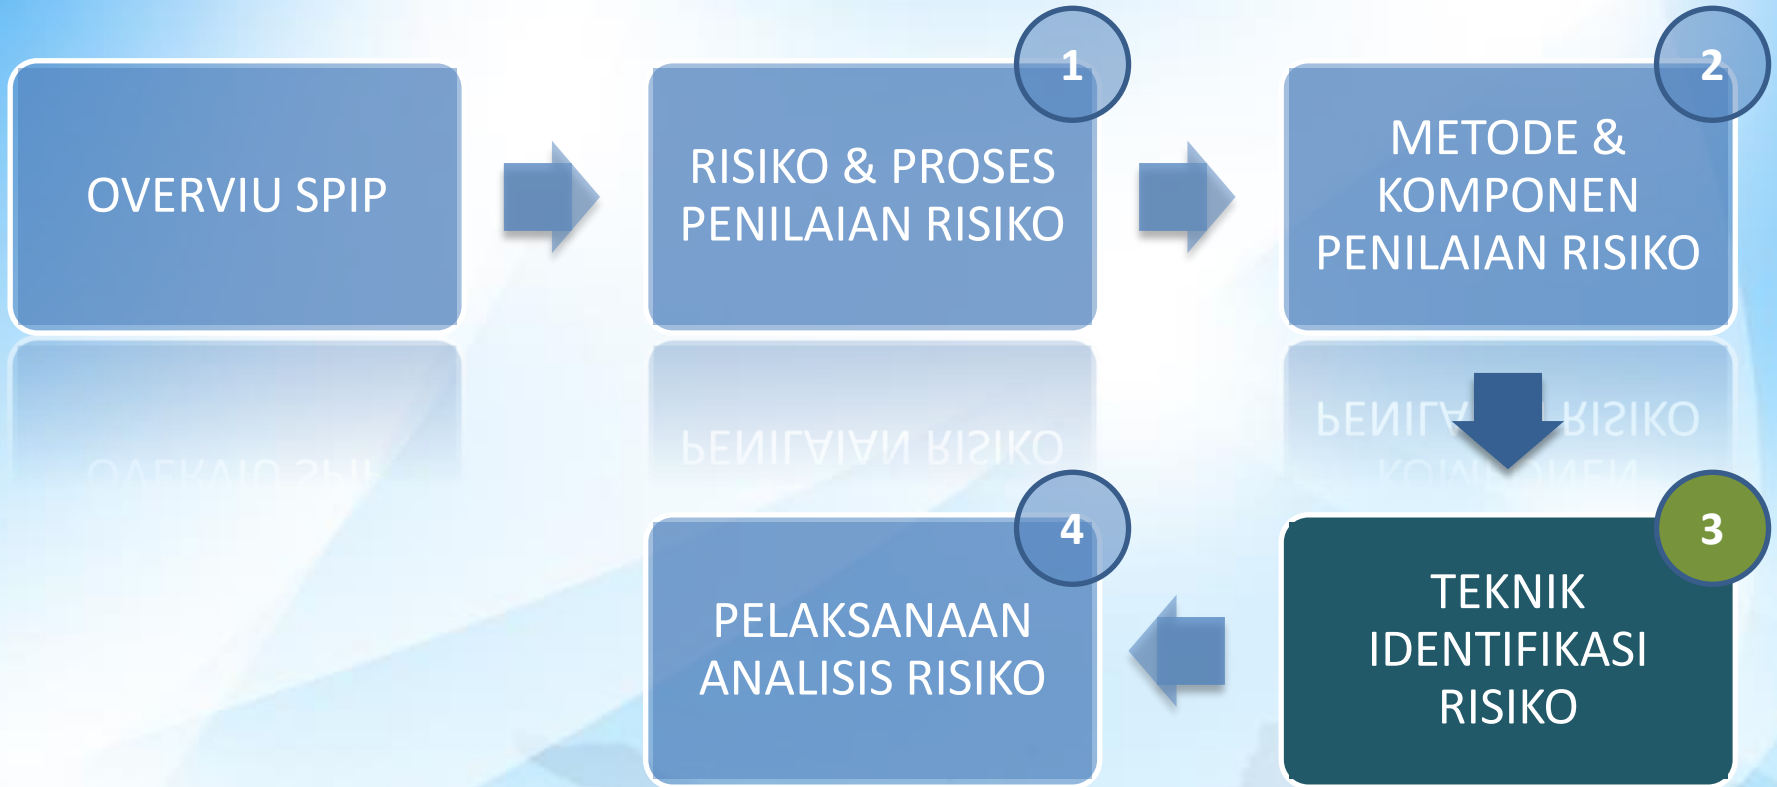 OVERVIU SPIP
1
RISIKO & PROSES
PENILAIAN RISIKO
2
METODE &
KOMPONEN
PENILAIAN RISIKO
3
TEKNIK
IDENTIFIKASI
RISIKO
4
PELAKSANAAN
ANALISIS RISIKO